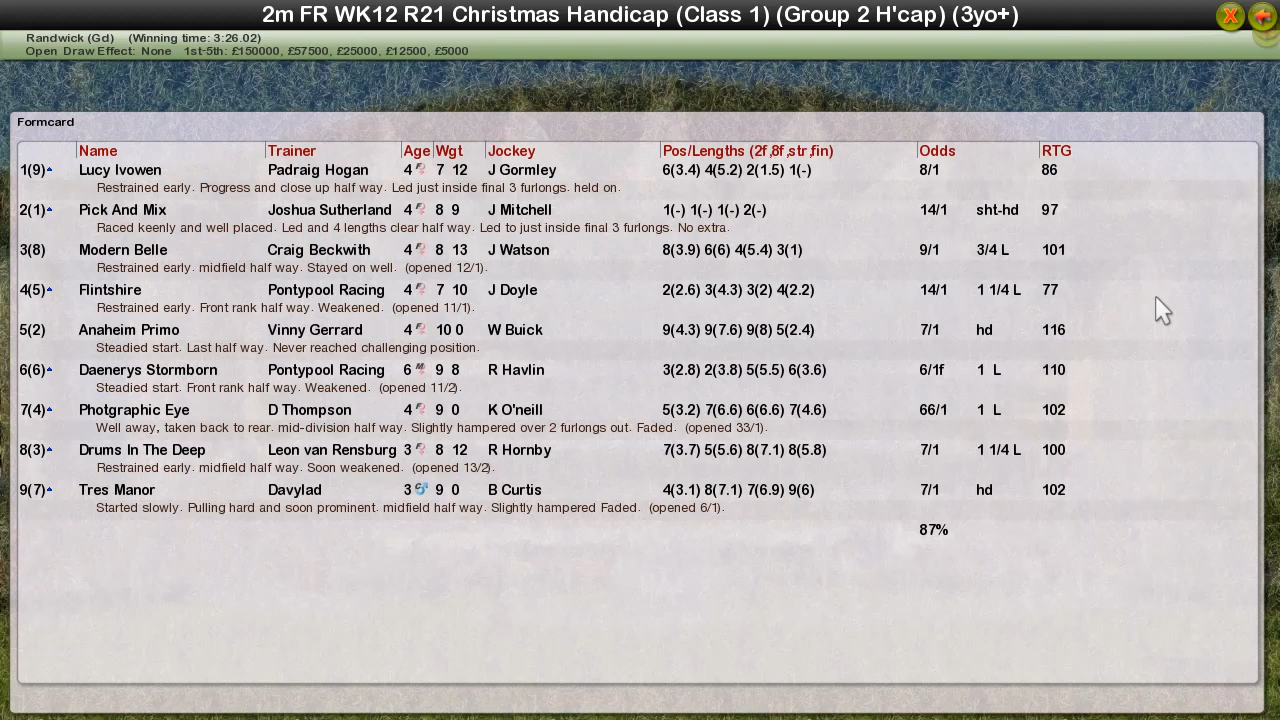 2m FR WK12 R21 Christmas Handicap (Class 1) (Group 2 H'cap) (3yo+)
Randwick (Gd) (Winning time: 3:26.02)
Open Draw Effect: None 1st-5th: £150000, £57500, £25000, £12500, £5000
Formcard
Name Trainer Age Wgt Jockey Pos/Lengths (2f,8f,str,fin) Odds RTG
1(9) Lucy Ivowen Padraig Hogan 4 7 12 J Gormley 6(3.4) 4(5.2) 2(1.5) 1(-) 8/1 86
Restrained early. Progress and close up half way. Led just inside final 3 furlongs. held on.
2(1) Pick And Mix Joshua Sutherland 4 8 9 J Mitchell 1(-) 1(-) 1(-) 2(-) 14/1 sht-hd 97
Raced keenly and well placed. Led and 4 lengths clear half way. Led to just inside final 3 furlongs. No extra.
3(8) Modern Belle Craig Beckwith 4 8 13 J Watson 8(3.9) 6(6) 4(5.4) 3(1) 9/1 3/4 L 101
Restrained early. midfield half way. Stayed on well. (opened 12/1).
4(5) Flintshire Pontypool Racing 4 7 10 J Doyle 2(2.6) 3(4.3) 3(2) 4(2.2) 14/1 1 1/4 L 77
Restrained early. Front rank half way. Weakened. (opened 11/1).
5(2) Anaheim Primo Vinny Gerrard 4 10 0 W Buick 9(4.3) 9(7.6) 9(8) 5(2.4) 7/1 hd 116
Steadied start. Last half way. Never reached challenging position.
6(6) Daenerys Stormborn Pontypool Racing 6 9 8 R Havlin 3(2.8) 2(3.8) 5(5.5) 6(3.6) 6/1f 1 L 110
Steadied start. Front rank half way. Weakened. (opened 11/2).
7(4) Photgraphic Eye D Thompson 4 9 0 K O'neill 5(3.2) 7(6.6) 6(6.6) 7(4.6) 66/1 1 L 102
Well away, taken back to rear. mid-division half way. Slightly hampered over 2 furlongs out. Faded. (opened 33/1).
8(3) Drums In The Deep Leon van Rensburg 3 8 12 R Hornby 7(3.7) 5(5.6) 8(7.1) 8(5.8) 7/1 1 1/4 L 100
Restrained early. midfield half way. Soon weakened. (opened 13/2).
9(7) Tres Manor Davylad 3 9 0 B Curtis 4(3.1) 8(7.1) 7(6.9) 9(6) 7/1 hd 102
Started slowly. Pulling hard and soon prominent. midfield half way. Slightly hampered Faded. (opened 6/1).
87%